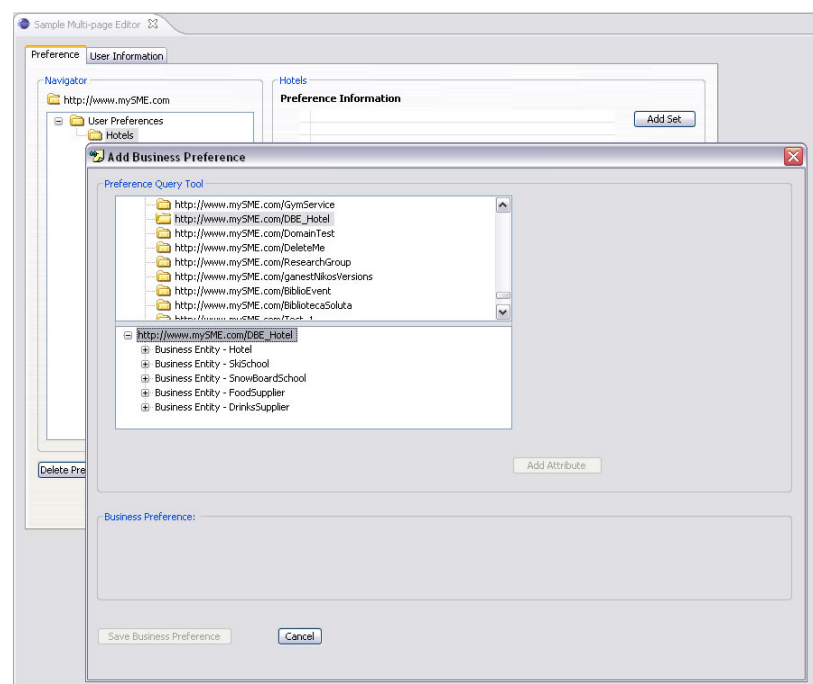 Sample Multi-page Editor
Preference
User Information
Navigator
http://www.mySME.com
User Preferences
Hotels
Hotels
Preference Information
Add Set
Add Business Preference
Preference Query Tool
http://www.mySME.com/GymService
http://www.mySME.com/DBE_Hotel
http://www.mySME.com/DomainTest
http://www.mySME.com/DeleteMe
http://www.mySME.com/ResearchGroup
http://www.mySME.com/ganestNikosVersions
http://www.mySME.com/BiblioEvent
http://www.mySME.com/BibliotecaSoluta
http://www.mySME.com/Test_1
http://www.mySME.com/DBE_Hotel
Business Entity - Hotel
Business Entity - SkiSchool
Business Entity - SnowBoardSchool
Business Entity - FoodSupplier
Business Entity - DrinksSupplier
Delete Pre
Add Attribute
Business Preference:
Save Business Preference
Cancel